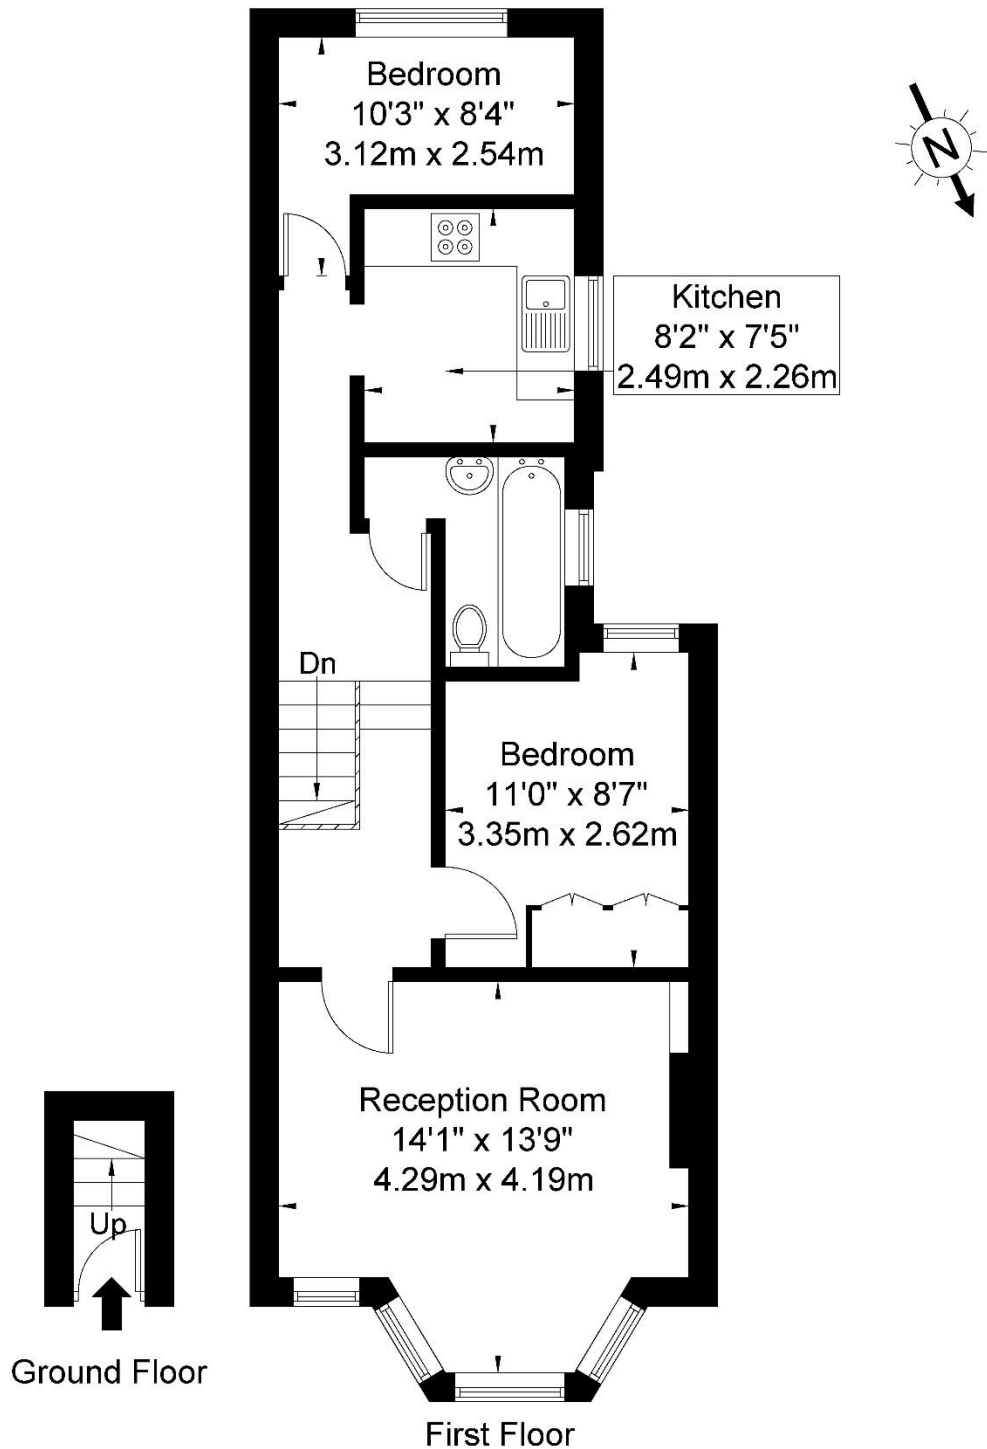 Bedroom
10'3" x 8'4"
3.12m x 2.54m
N
Kitchen
8'2" x 7'5"
2.49m x 2.26m
Dn
Bedroom
11'0" x 8'7"
3.35m x 2.62m
Reception Room
14'1" x 13'9"
4.29m x 4.19m
Up
Ground Floor
First Floor